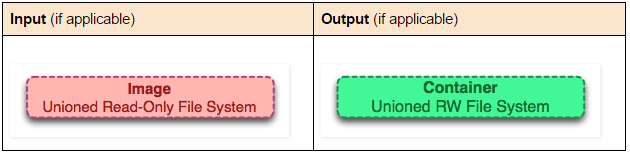 Input (if applicable)
Output (if applicable)
Image
Unioned Read-Only File System
Container
Unioned RW File System